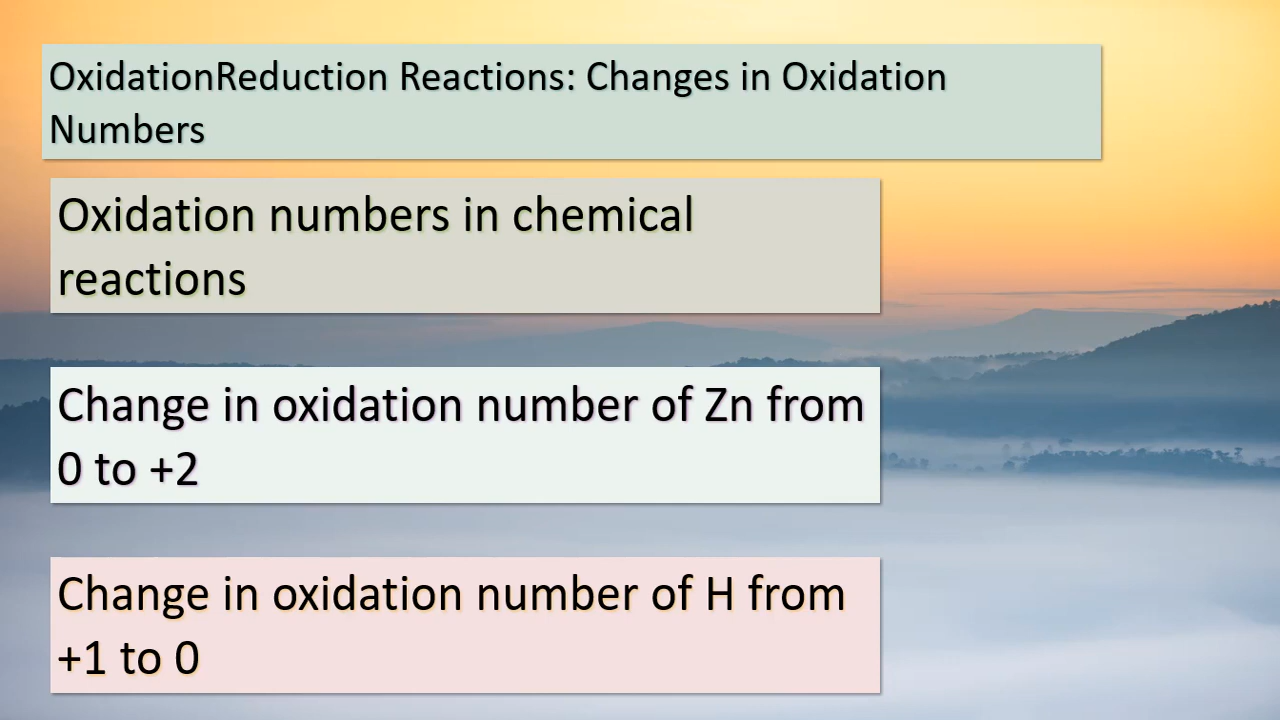 OxidationReduction Reactions: Changes in Oxidation
Numbers
Oxidation numbers in chemical
reactions
Change in oxidation number of Zn from
0 to +2
Change in oxidation number of H from
+1 to 0